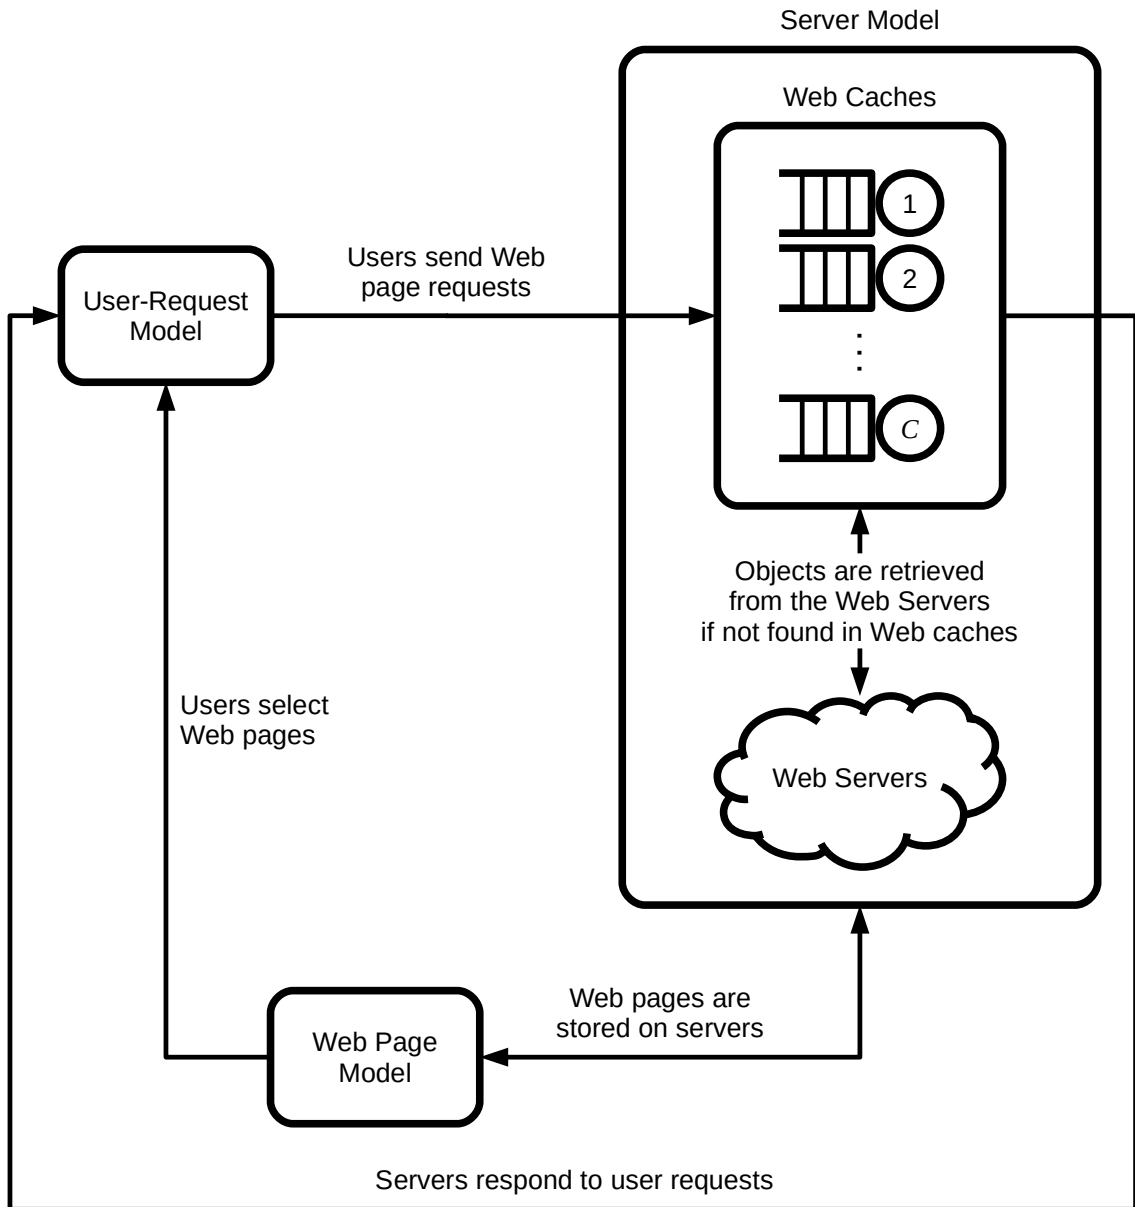 Server Model
Web Caches
1
Users send Web
page requests
2
User-Request
Model
⋮
C
Objects are retrieved
from the Web Servers
if not found in Web caches
Users select
Web pages
Web Servers
Web pages are
stored on servers
Web Page
Model
Servers respond to user requests